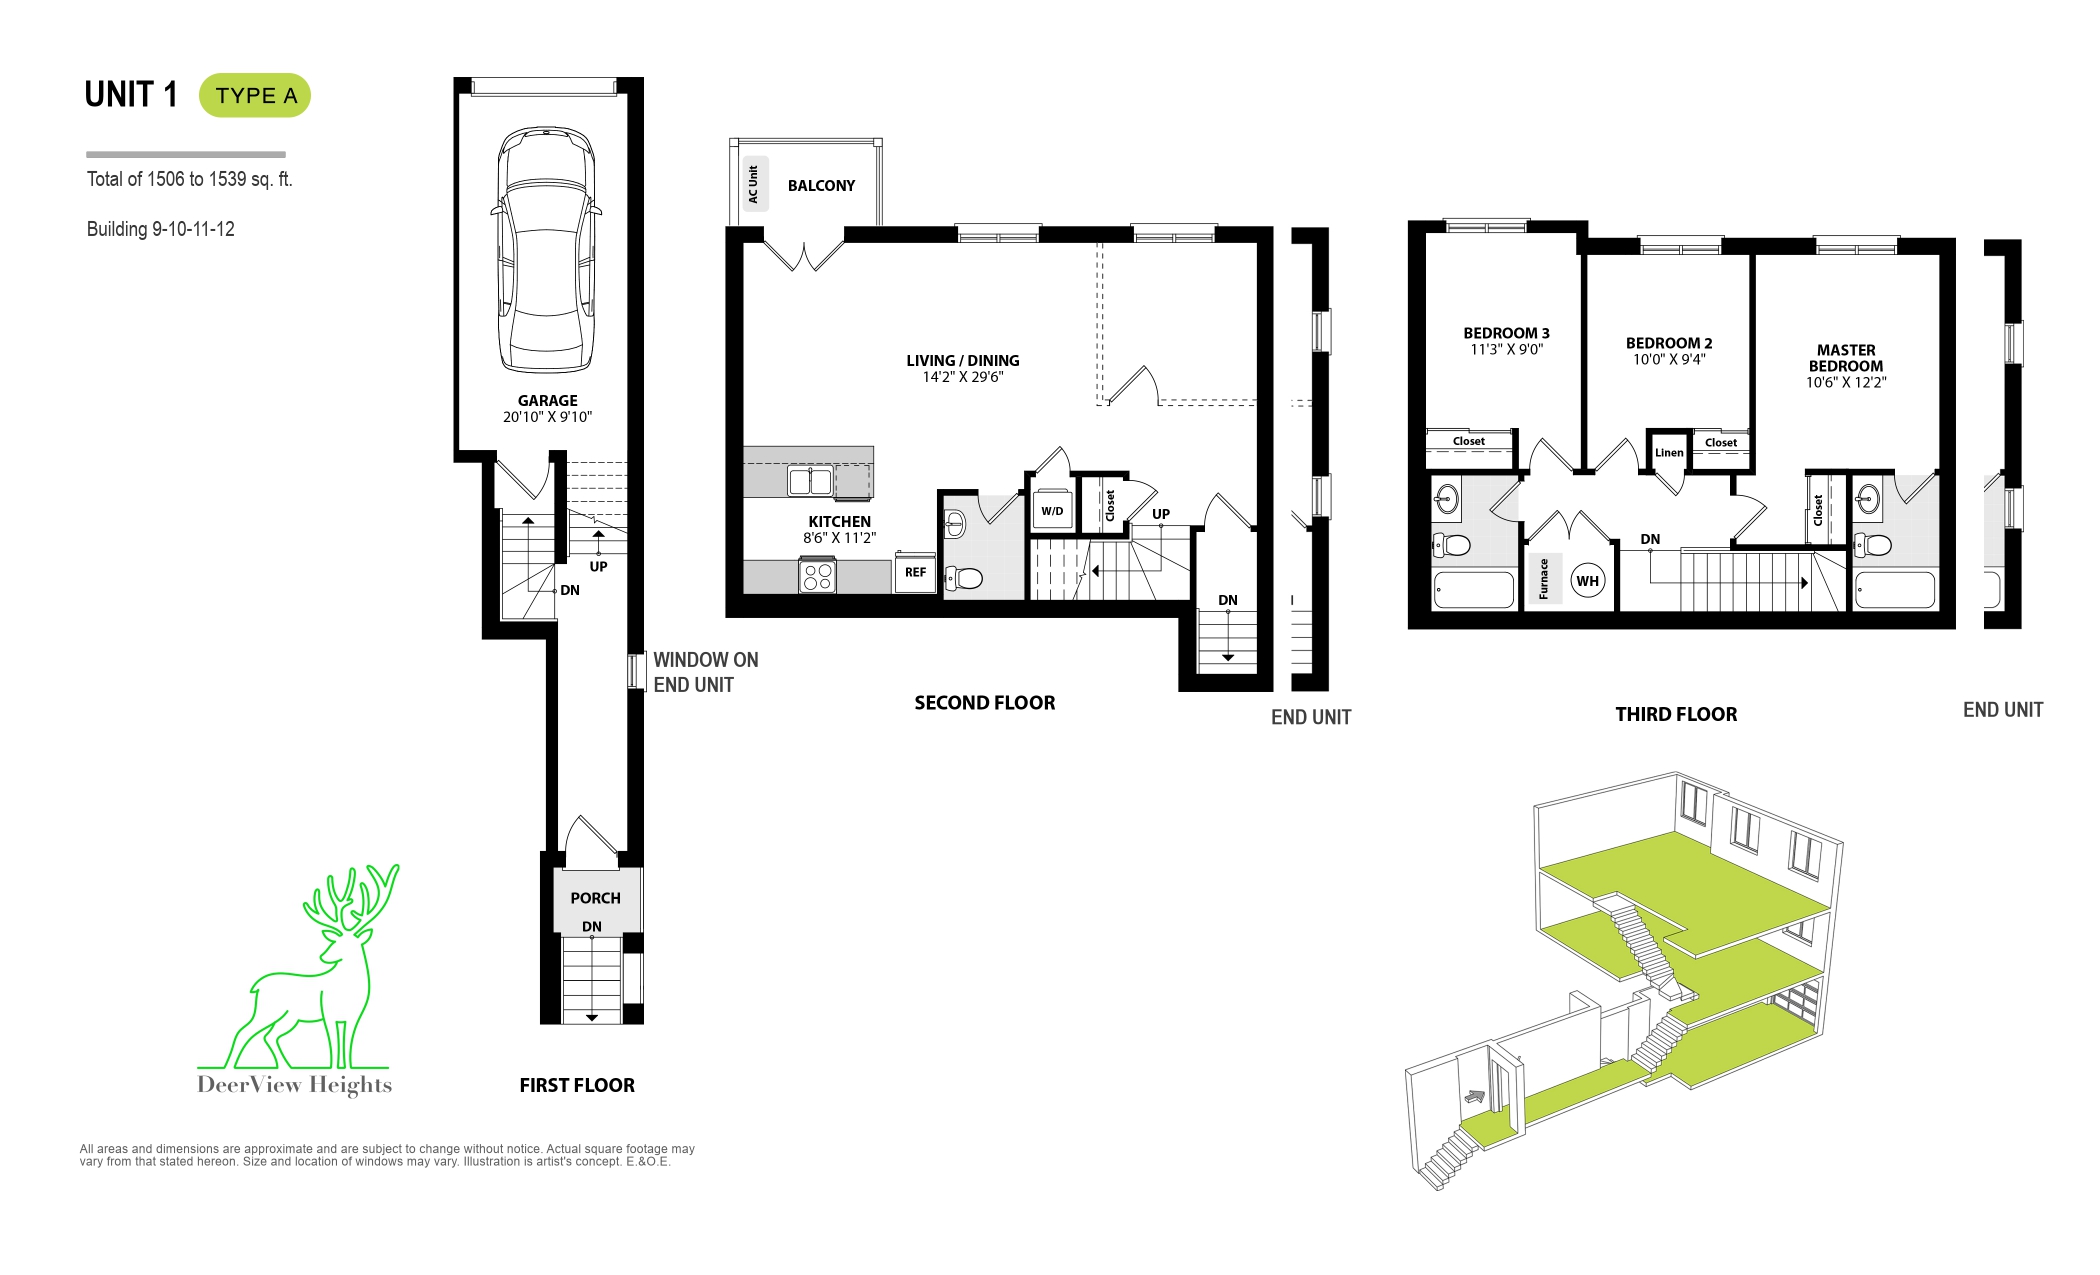 UNIT 1
TYPE A
Total of 1506 to 1539 sq. ft.
Building 9-10-11-12
GARAGE
20'10" X 9'10"
UP
DN
WINDOW ON
END UNIT
PORCH
DN
FIRST FLOOR
AC Unit
BALCONY
LIVING / DINING
14'2" X 29'6"
KITCHEN
8'6" X 11'2"
REF
W/D
Closet
UP
DN
SECOND FLOOR
END UNIT
BEDROOM 3
11'3" X 9'0"
BEDROOM 2
10'0" X 9'4"
MASTER
BEDROOM
10'6" X 12'2"
Closet
Linen
Closet
Closet
DN
Furnace
WH
THIRD FLOOR
END UNIT
DeerView Heights
All areas and dimensions are approximate and are subject to change without notice. Actual square footage may
vary from that stated hereon. Size and location of windows may vary. Illustration is artist's concept. E.&O.E.